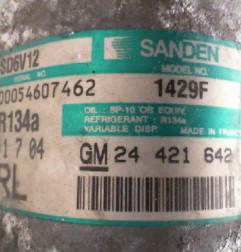 SANDEN
SD6V12
SERIAL NO. MODEL NO.
00054607462 1429F
OIL : SP-10 OR EQUIV.
REFRIGERANT : R134a
VARIABLE DISP. MADE IN
R134a
1 7 04
GM 24 421 642
RL